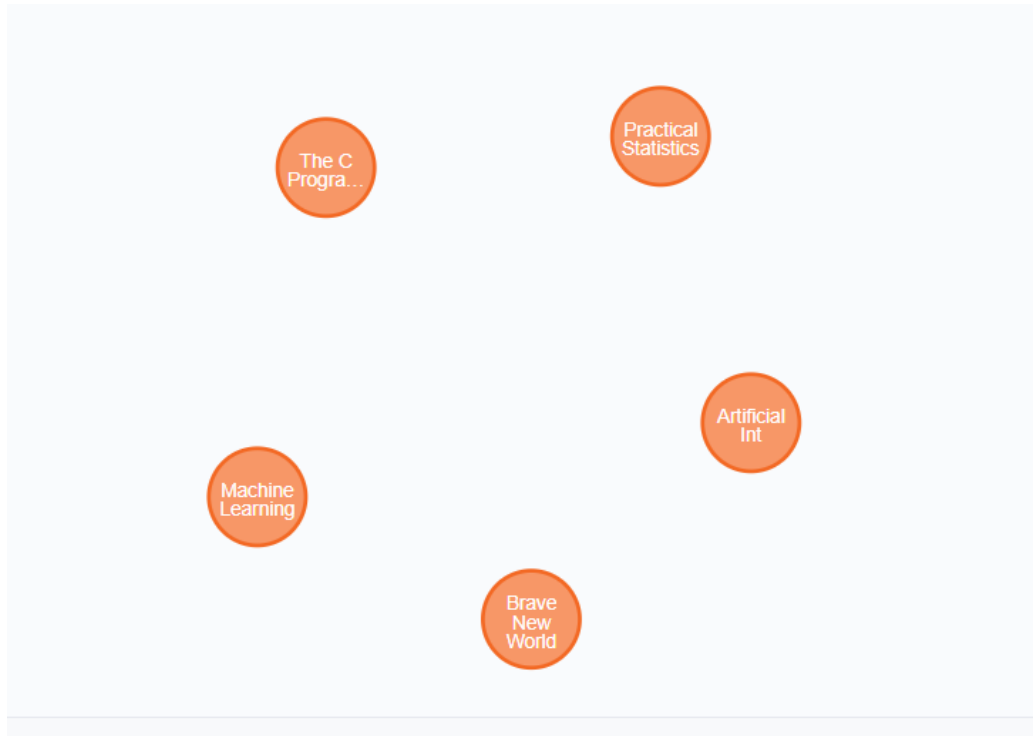 The C
Progra...
Practical
Statistics
Artificial
Int
Machine
Learning
Brave
New
World